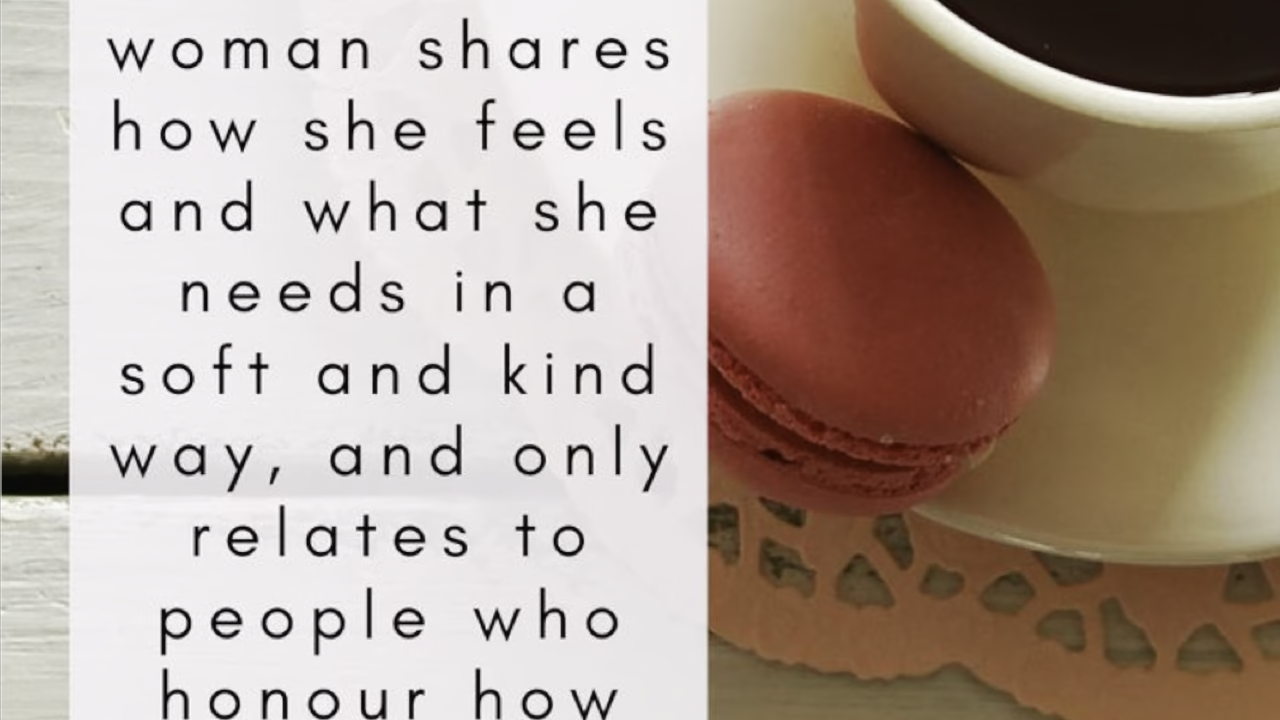 woman shares
how she feels
and what she
needs in a
soft and kind
way, and only
relates to
people who
honour how